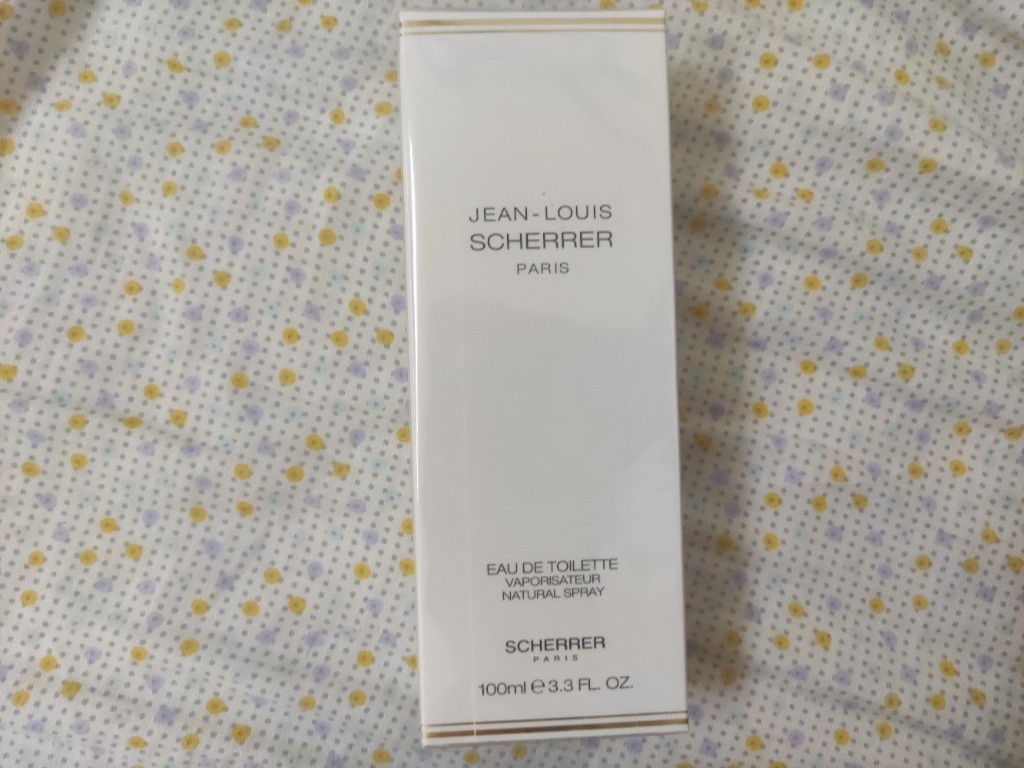 JEAN-LOUIS
SCHERRER
PARIS
EAU DE TOILETTE
VAPORISATEUR
NATURAL SPRAY
SCHERRER
PARIS
100ml ℮ 3.3 FL. OZ.